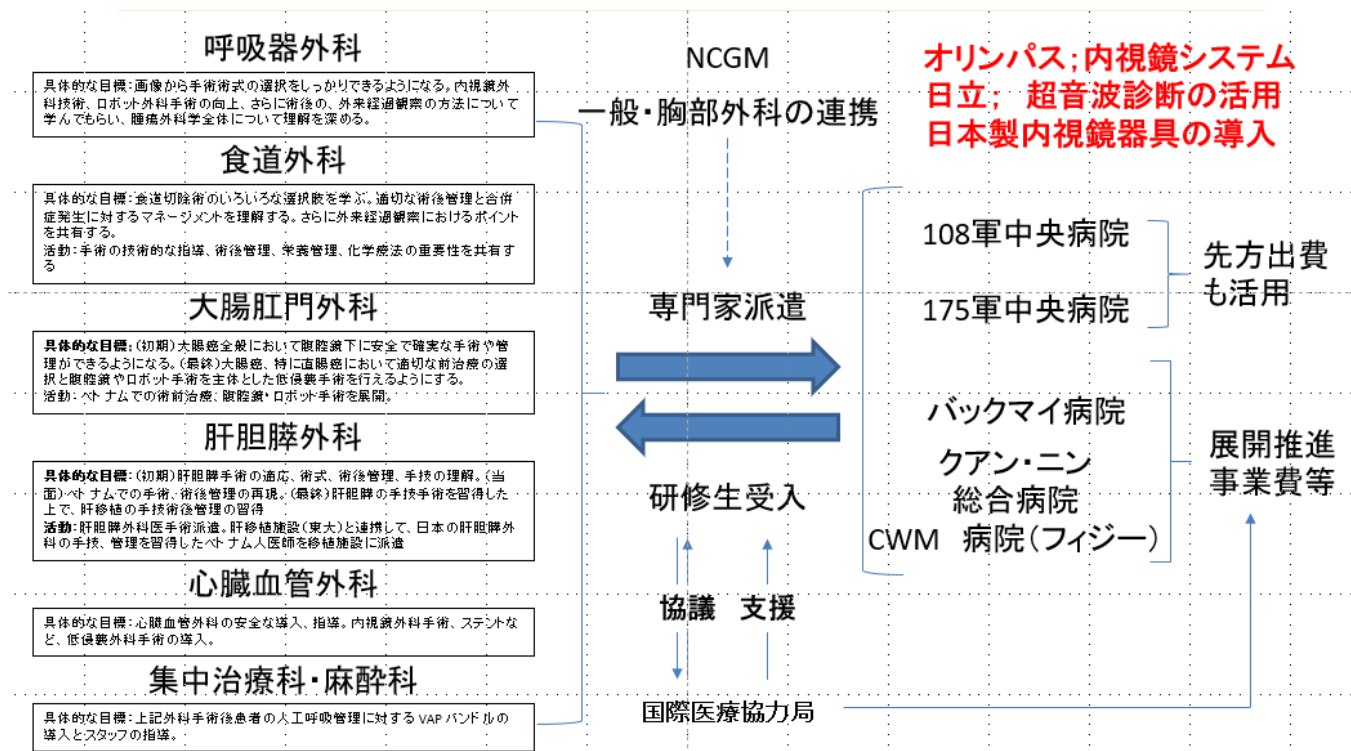 呼吸器外科
具体的な目標：画像から手術術式の選択をしっかりできるようになる。内視鏡外
科技術、ロボット外科手術の向上、さらに術後の、外来経過観察の方法について
学んでもらい、腫瘍外科学全体について理解を深める。
食道外科
具体的な目標：食道切除術のいろいろな選択肢を学ぶ。適切な術後管理と合併
症発生に対するマネージメントを理解する。さらに外来経過観察におけるポイント
を共有する。
活動：手術の技術的な指導、術後管理、栄養管理、化学療法の重要性を共有す
る
大腸肛門外科
具体的な目標：（初期）大腸癌全般において腹腔鏡下に安全で確実な手術や管
理ができるようになる。（最終）大腸癌、特に直腸癌において適切な前治療の選
択と腹腔鏡やロボット手術を主体とした低侵襲手術を行えるようにする。
活動：ベトナムでの術前治療、腹腔鏡・ロボット手術を展開。
肝胆膵外科
具体的な目標：（初期）肝胆膵手術の適応、術式、術後管理、手技の理解。（当
面）ベトナムでの手術、術後管理の再現。（最終）肝胆膵の手技手術を習得した
上で、肝移植の手技術後管理の習得
活動：肝胆膵外科医手術派遣。肝移植施設（東大）と連携して、日本の肝胆膵外
科の手技、管理を習得したベトナム人医師を移植施設に派遣
心臓血管外科
具体的な目標：心臓血管外科の安全な導入、指導。内視鏡外科手術、ステントな
ど、低侵襲外科手術の導入。
集中治療科・麻酔科
具体的な目標：上記外科手術後患者の人工呼吸管理に対する VAP バンドルの
導入とスタッフの指導。
NCGM
一般・胸部外科の連携
専門家派遣
研修生受入
協議 支援
国際医療協力局
オリンパス；内視鏡システム
日立； 超音波診断の活用
日本製内視鏡器具の導入
108軍中央病院
175軍中央病院
先方出費
も活用
バックマイ病院
クアン・ニン
総合病院
CWM 病院（フィジー）
展開推進
事業費等